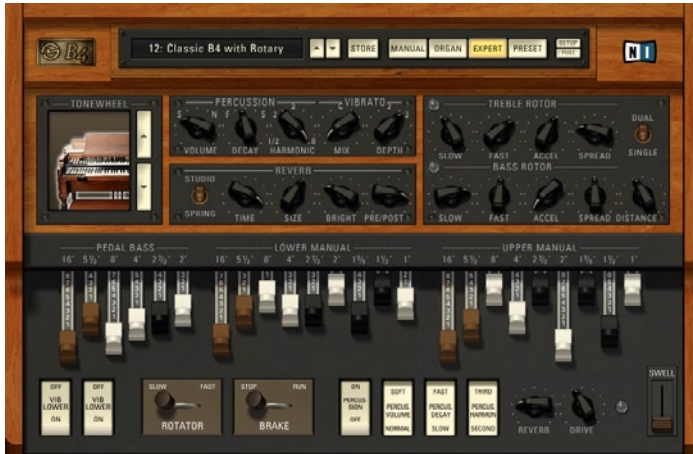 B4
12: Classic B4 with Rotary
STORE
MANUAL
ORGAN
EXPERT
PRESET
SETUP
NI
TONEWHEEL
PERCUSSION
VIBRATO
VOLUME
DECAY
HARMONIC
MIX
DEPTH
REVERB
STUDIO
SPRING
TIME
SIZE
BRIGHT
PRE/POST
TREBLE ROTOR
DUAL
SINGLE
SLOW
FAST
ACCEL
SPREAD
BASS ROTOR
SLOW
FAST
ACCEL
SPREAD
DISTANCE
PEDAL BASS
16' 5⅓' 8' 4' 2⅔' 2'
LOWER MANUAL
16' 5⅓' 8' 4' 2⅔' 2' 1⅗' 1⅓' 1'
UPPER MANUAL
16' 5⅓' 8' 4' 2⅔' 2' 1⅗' 1⅓' 1'
OFF
VIB
LOWER
ON
OFF
VIB
LOWER
ON
SLOW
FAST
ROTATOR
STOP
RUN
BRAKE
ON
PERCUS-
SION
OFF
SOFT
PERCUS.
VOLUME
NORMAL
FAST
PERCUS.
DECAY
SLOW
THIRD
PERCUS.
HARMON
SECOND
REVERB
DRIVE
SWELL